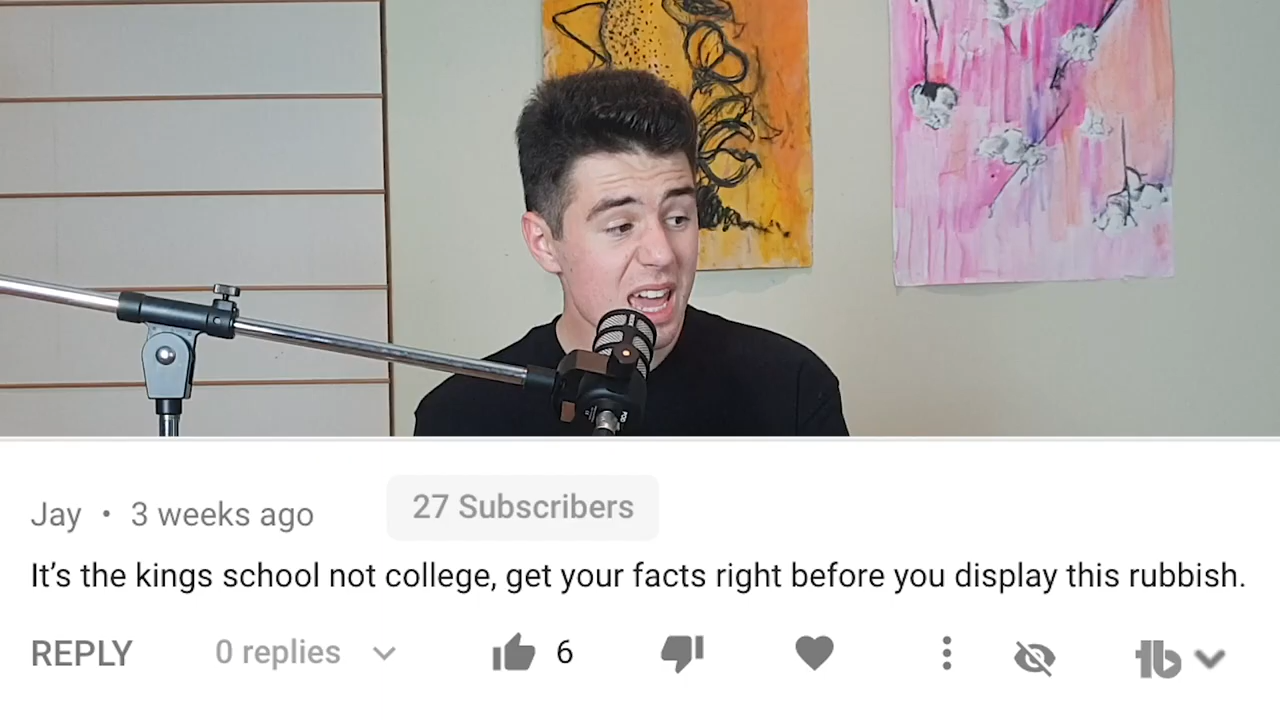 Jay • 3 weeks ago 27 Subscribers
It's the kings school not college, get your facts right before you display this rubbish.
REPLY 0 replies 6
tb